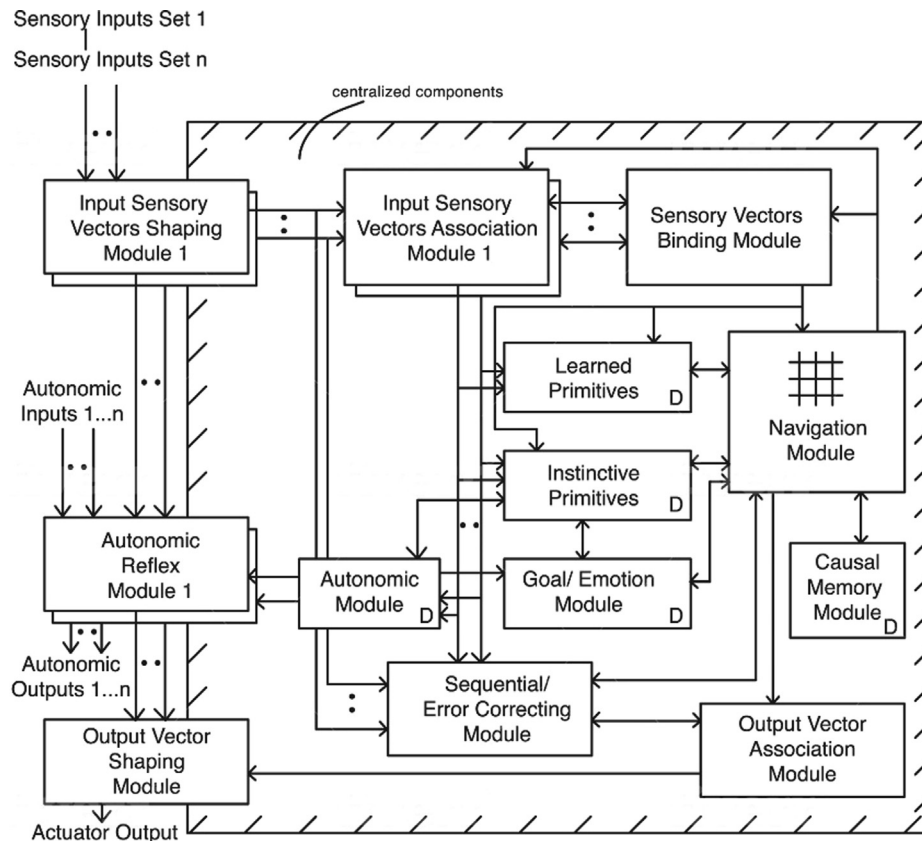 Sensory Inputs Set 1
Sensory Inputs Set n
centralized components
Input Sensory
Vectors Shaping
Module 1
Input Sensory
Vectors Association
Module 1
Sensory Vectors
Binding Module
Learned
Primitives
D
Navigation
Module
Autonomic
Inputs 1...n
Instinctive
Primitives
D
Autonomic
Reflex
Module 1
Autonomic
Module
D
Goal/ Emotion
Module
D
Causal
Memory
Module
D
Autonomic
Outputs 1...n
Sequential/
Error Correcting
Module
Output Vector
Shaping
Module
Output Vector
Association
Module
Actuator Output